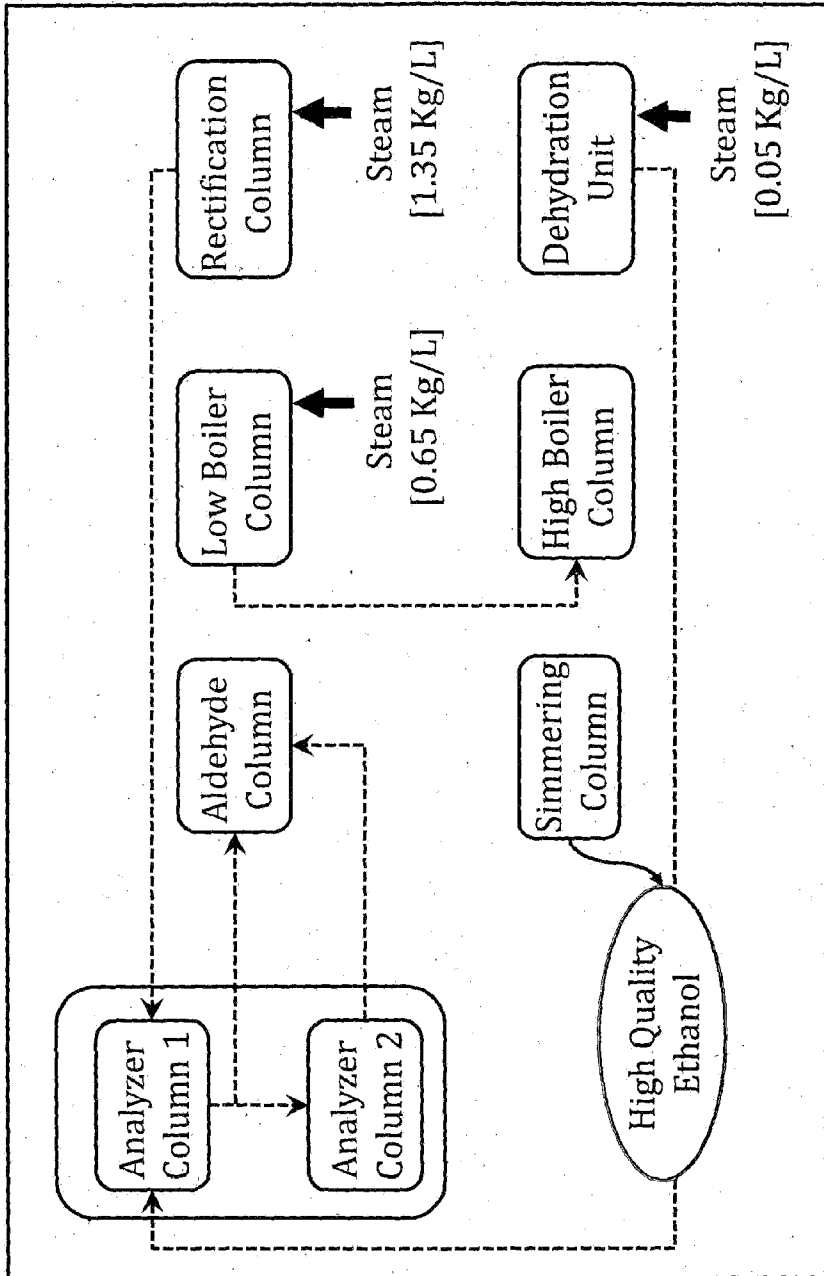 Analyzer
Column 1
Analyzer
Column 2
Aldehyde
Column
Low Boiler
Column
Steam
[0.65 Kg/L]
Rectification
Column
Steam
[1.35 Kg/L]
High Quality
Ethanol
Simmering
Column
High Boiler
Column
Dehydration
Unit
Steam
[0.05 Kg/L]